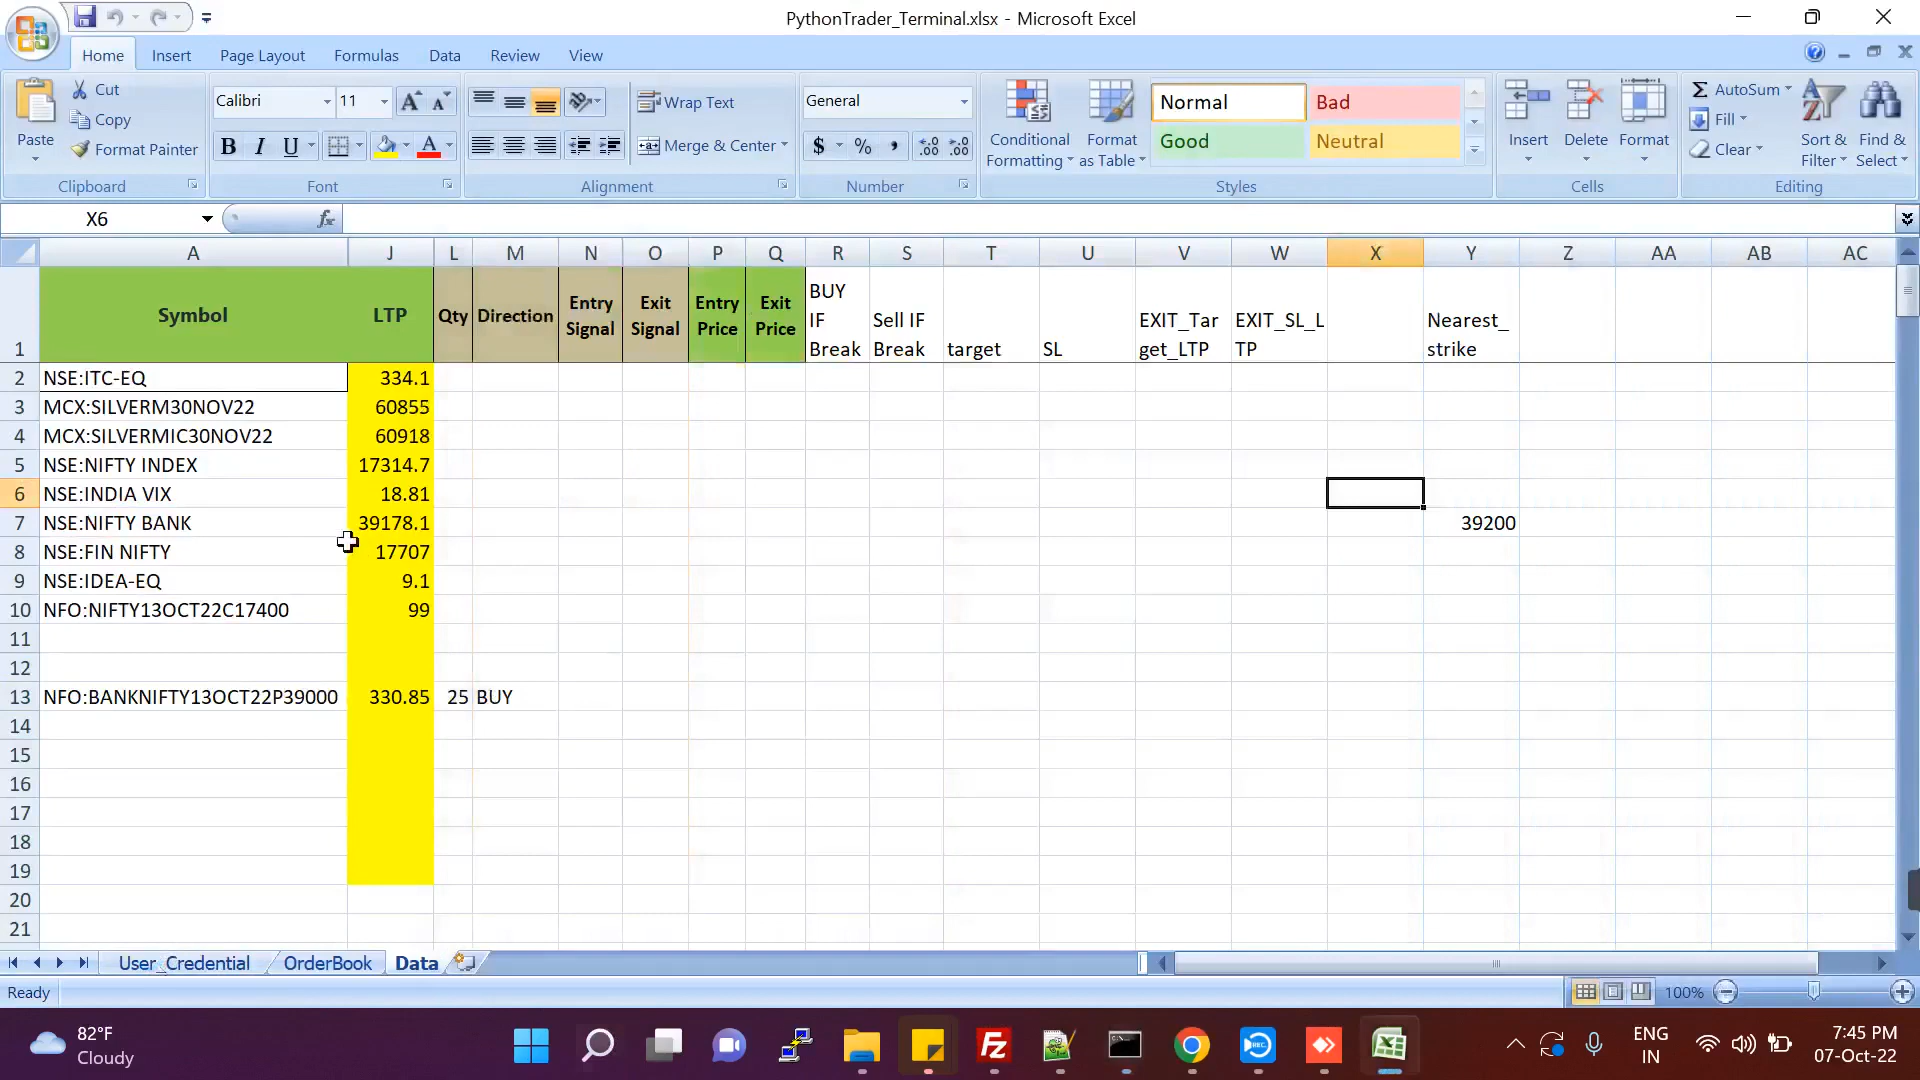 PythonTrader_Terminal.xlsx - Microsoft Excel
Home Insert Page Layout Formulas Data Review View
Paste
Cut
Copy
Format Painter
Clipboard
Calibri 11
B I U
Font
Wrap Text
Merge & Center
Alignment
General
$ % ,
Number
Conditional Formatting
Format as Table
Normal Bad
Good Neutral
Styles
Insert Delete Format
Cells
AutoSum
Fill
Clear
Sort & Filter
Find & Select
Editing
X6 fx
A J L M N O P Q R S T U V W X Y Z AA AB AC
1 Symbol LTP Qty Direction Entry Signal Exit Signal Entry Price Exit Price BUY IF Break Sell IF Break target SL EXIT_Target_LTP EXIT_SL_LTP Nearest_strike
2 NSE:ITC-EQ 334.1
3 MCX:SILVERM30NOV22 60855
4 MCX:SILVERMIC30NOV22 60918
5 NSE:NIFTY INDEX 17314.7
6 NSE:INDIA VIX 18.81
7 NSE:NIFTY BANK 39178.1 39200
8 NSE:FIN NIFTY 17707
9 NSE:IDEA-EQ 9.1
10 NFO:NIFTY13OCT22C17400 99
11
12
13 NFO:BANKNIFTY13OCT22P39000 330.85 25 BUY
14
15
16
17
18
19
20
21
User_Credential OrderBook Data
Ready 100%
82°F
Cloudy
ENG
IN
7:45 PM
07-Oct-22